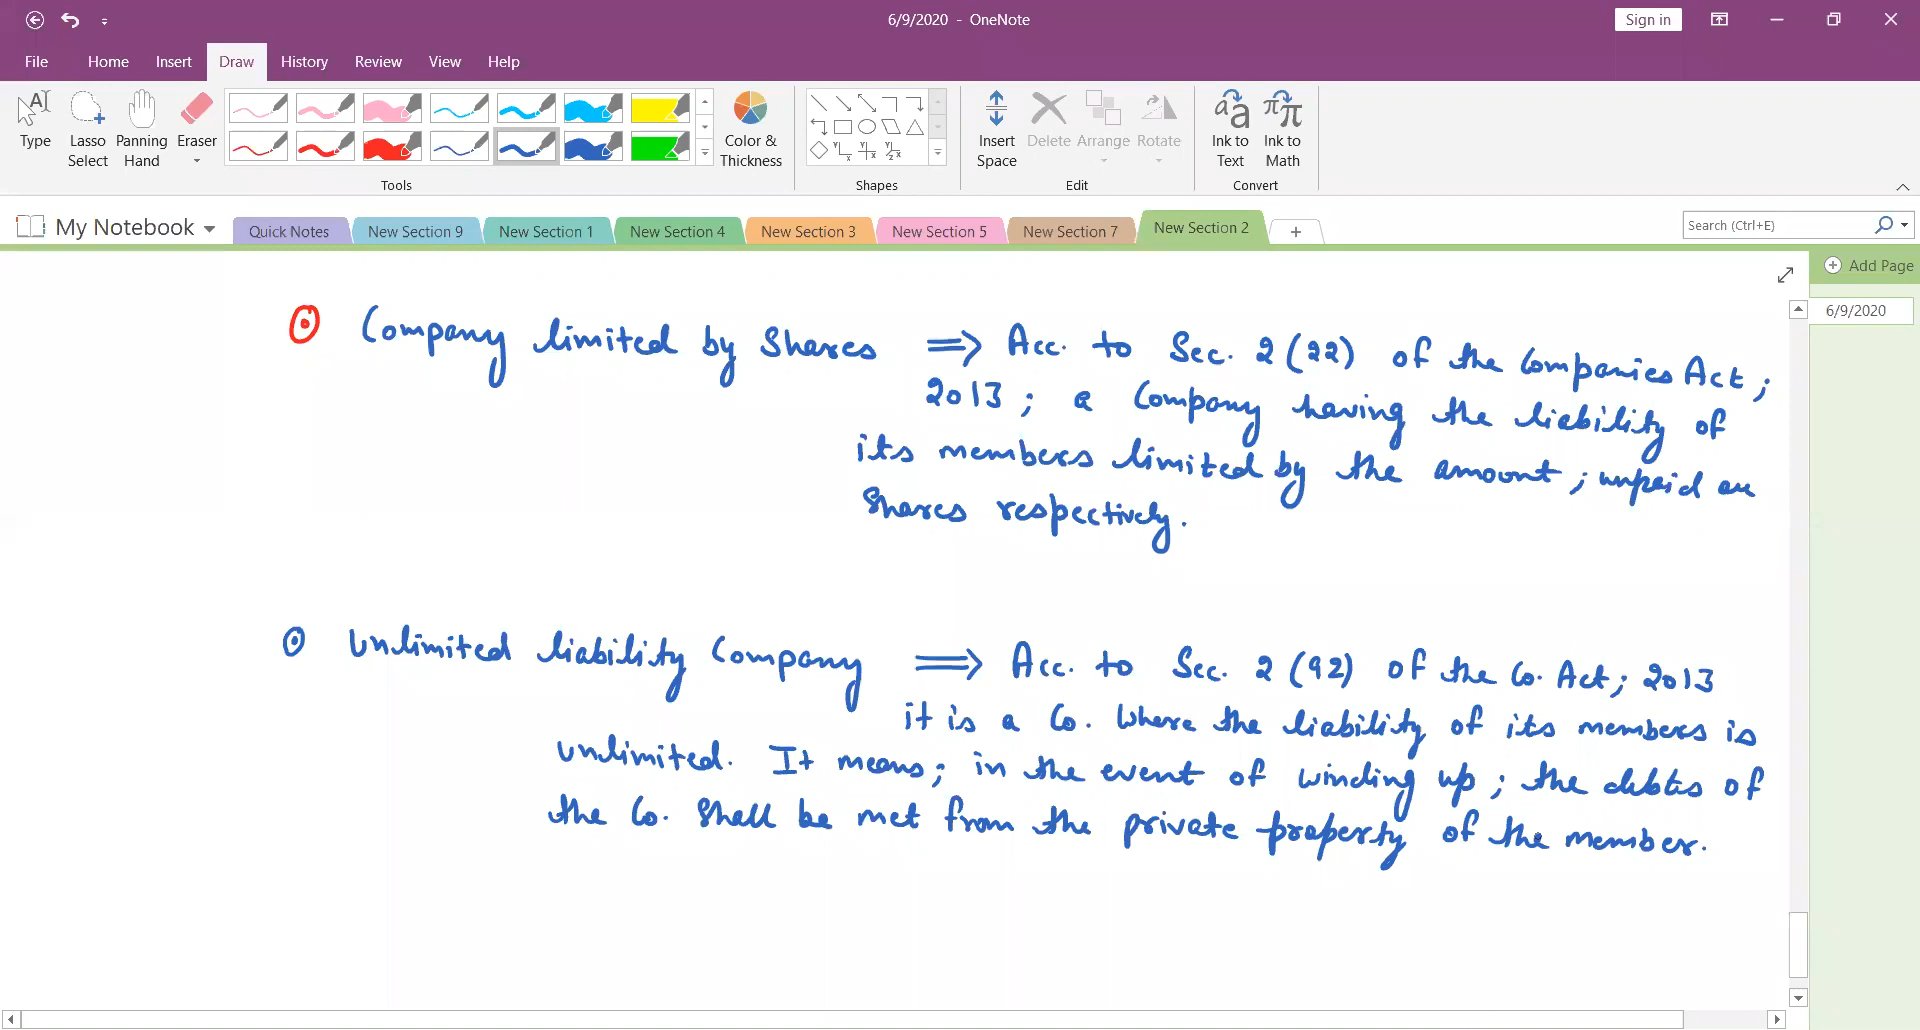 6/9/2020 - OneNote
Sign in
File Home Insert Draw History Review View Help
Type
Lasso Select
Panning Hand
Eraser
Color & Thickness
Insert Space
Delete
Arrange
Rotate
Ink to Text
Ink to Math
Tools
Shapes
Edit
Convert
My Notebook
Quick Notes
New Section 9
New Section 1
New Section 4
New Section 3
New Section 5
New Section 7
New Section 2
Search (Ctrl+E)
Add Page
6/9/2020
Company limited by Shares ⇒ Acc. to Sec. 2 (22) of the Companies Act;
2013; a Company having the liability of
its members limited by the amount; unpaid on
Shares respectively.
Unlimited liability Company ⇒ Acc. to Sec. 2 (92) of the Co. Act; 2013
it is a Co. Where the liability of its members is
unlimited. It means; in the event of winding up; the debts of
the Co. Shall be met from the private property of the member.